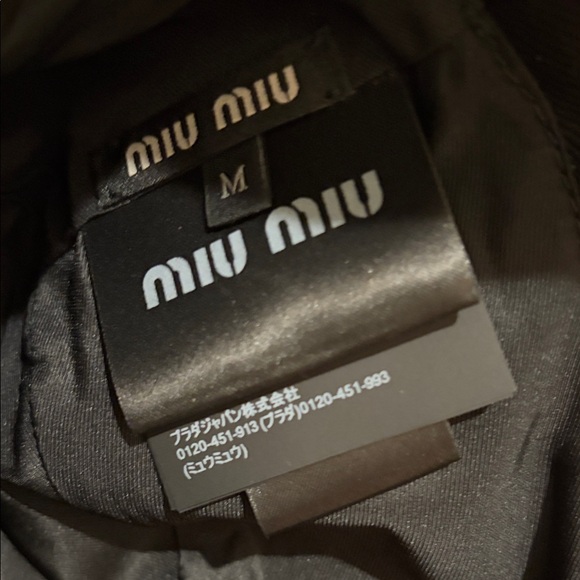 MIU MIU
M
MIU MIU
プラダジャパン株式会社
0120-451-913(プラダ)0120-451-993
(ミュウミュウ)